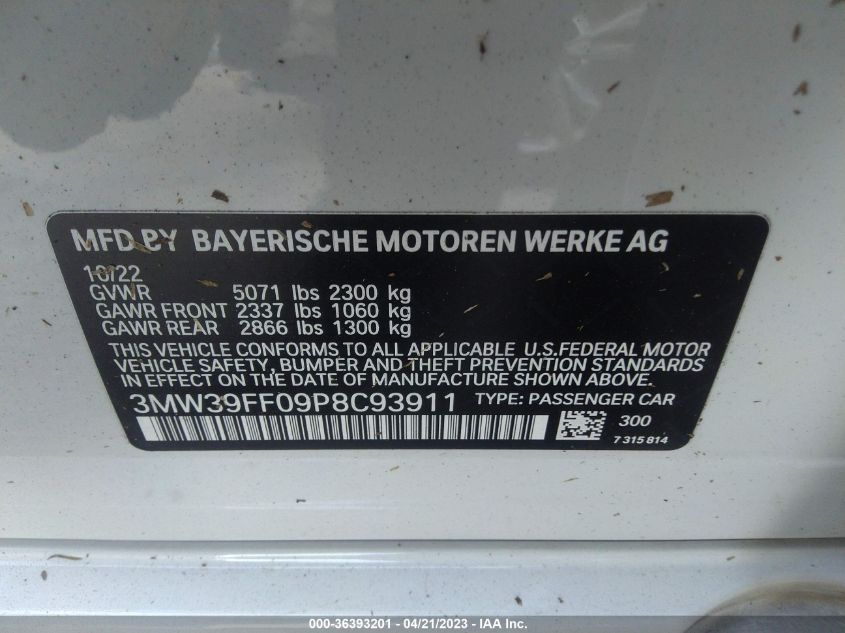 MFD BY BAYERISCHE MOTOREN WERKE AG
10/22
GVWR 5071 lbs 2300 kg
GAWR FRONT 2337 lbs 1060 kg
GAWR REAR 2866 lbs 1300 kg
THIS VEHICLE CONFORMS TO ALL APPLICABLE U.S.FEDERAL MOTOR
VEHICLE SAFETY, BUMPER AND THEFT PREVENTION STANDARDS
IN EFFECT ON THE DATE OF MANUFACTURE SHOWN ABOVE.
3MW39FF09P8C93911 TYPE: PASSENGER CAR
300
7 315 814
000-36393201 - 04/21/2023 - IAA Inc.